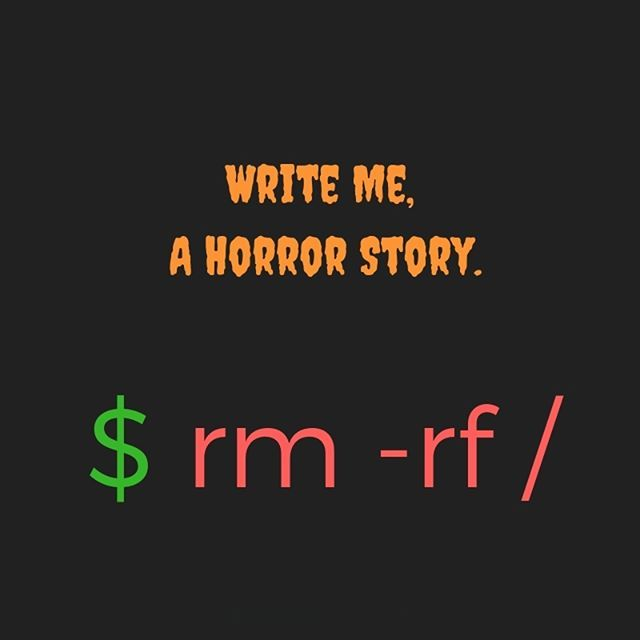 WRITE ME,
A HORROR STORY.
$ rm -rf /